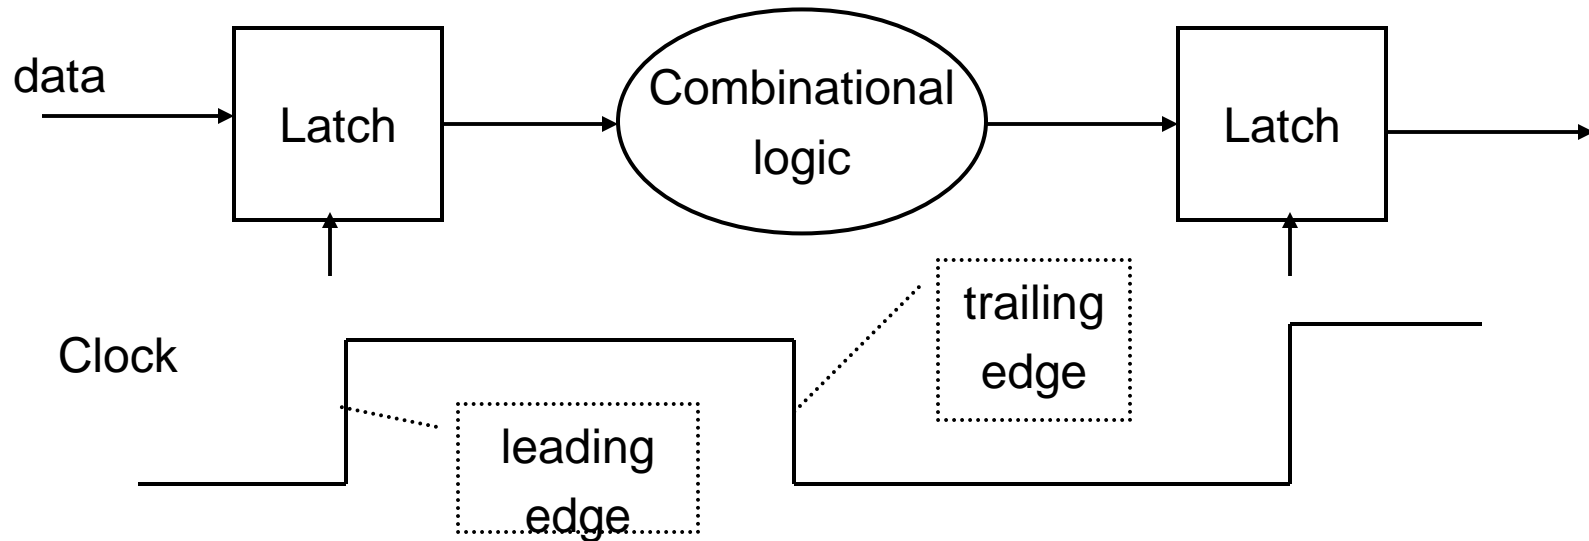 data
Latch
Combinational
logic
Latch
Clock
leading
edge
trailing
edge